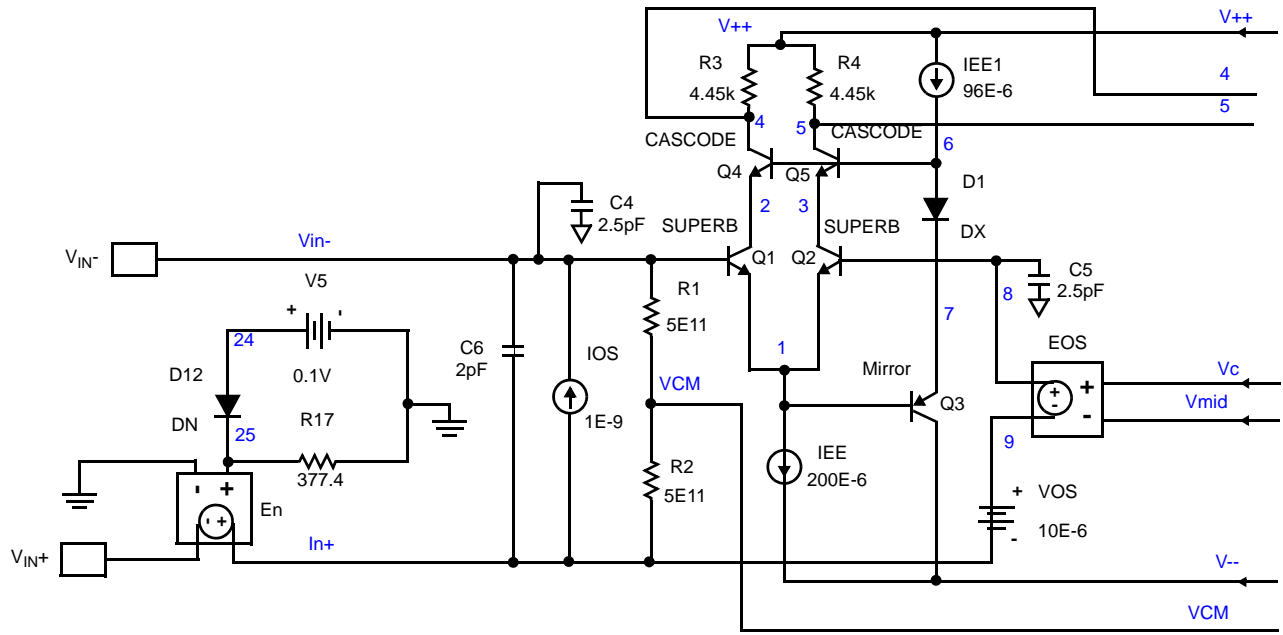 V++
V++
R3
4.45k
R4
4.45k
IEE1
96E-6
4
5
4
5
CASCODE
CASCODE
6
Q4
Q5
D1
DX
2
3
C4
2.5pF
SUPERB
SUPERB
VIN-
Vin-
Q1
Q2
C5
2.5pF
8
V5
+
-
R1
5E11
7
24
0.1V
C6
2pF
IOS
1E-9
1
EOS
D12
DN
VCM
Mirror
Q3
+
-
+
-
Vc
Vmid
25
R17
377.4
9
R2
5E11
IEE
200E-6
-
+
En
-
+
+
VOS
10E-6
-
VIN+
In+
V--
VCM